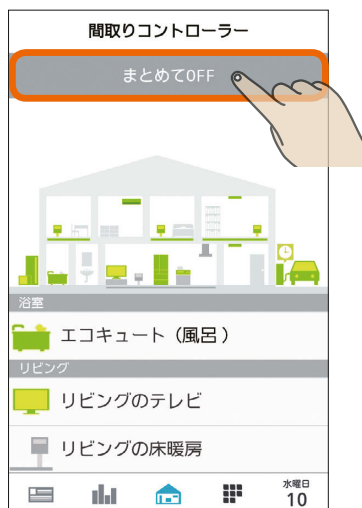 間取りコントローラー
まとめてOFF
浴室
エコキュート（風呂）
リビング
リビングのテレビ
リビングの床暖房
水曜日
10